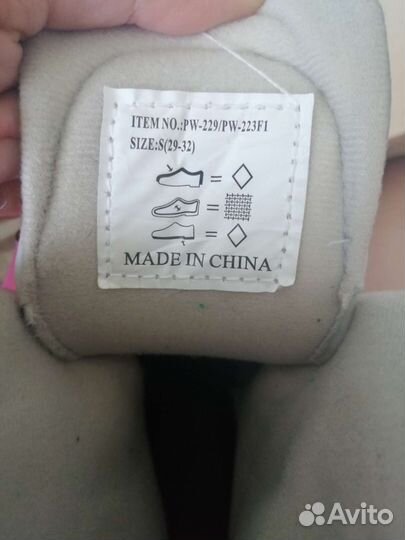 ITEM NO.:PW-229/PW-223F1
SIZE:S(29-32)
= 
=
=
MADE IN CHINA
Avito